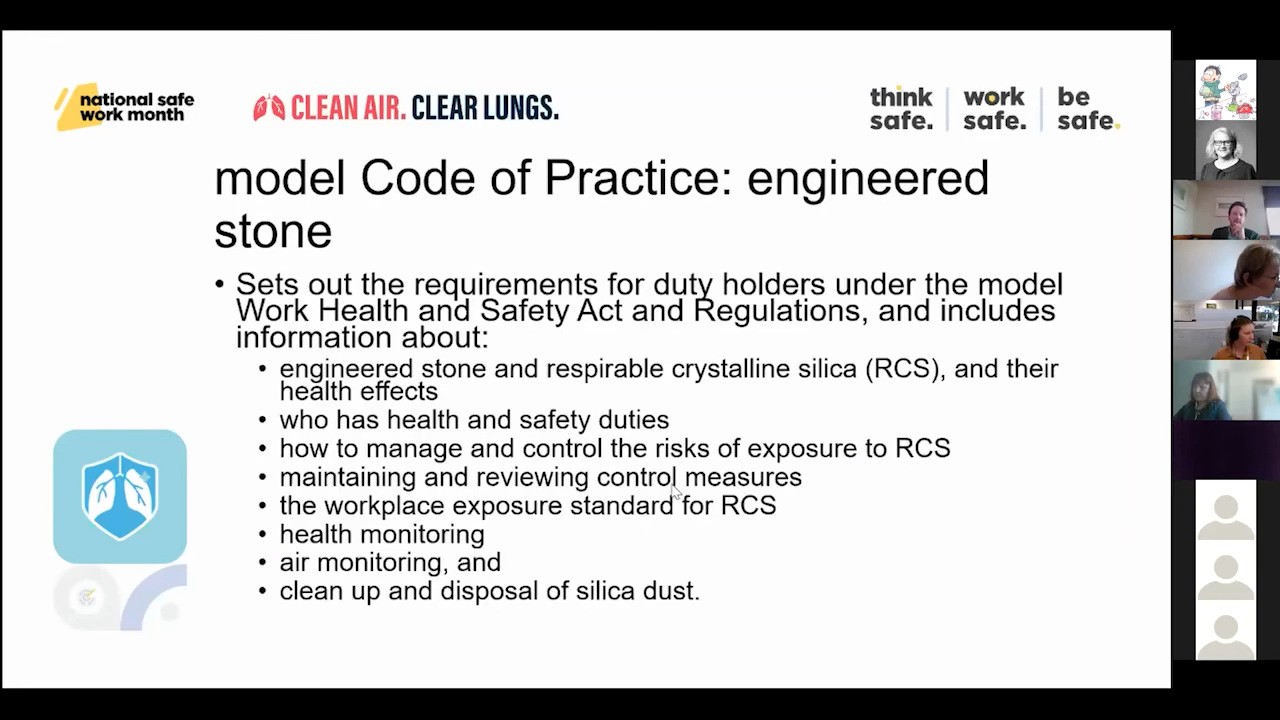 national safe
work month
CLEAN AIR. CLEAR LUNGS.
think
safe.
work
safe.
be
safe.
model Code of Practice: engineered
stone
• Sets out the requirements for duty holders under the model
Work Health and Safety Act and Regulations, and includes
information about:
• engineered stone and respirable crystalline silica (RCS), and their
health effects
• who has health and safety duties
• how to manage and control the risks of exposure to RCS
• maintaining and reviewing control measures
• the workplace exposure standard for RCS
• health monitoring
• air monitoring, and
• clean up and disposal of silica dust.